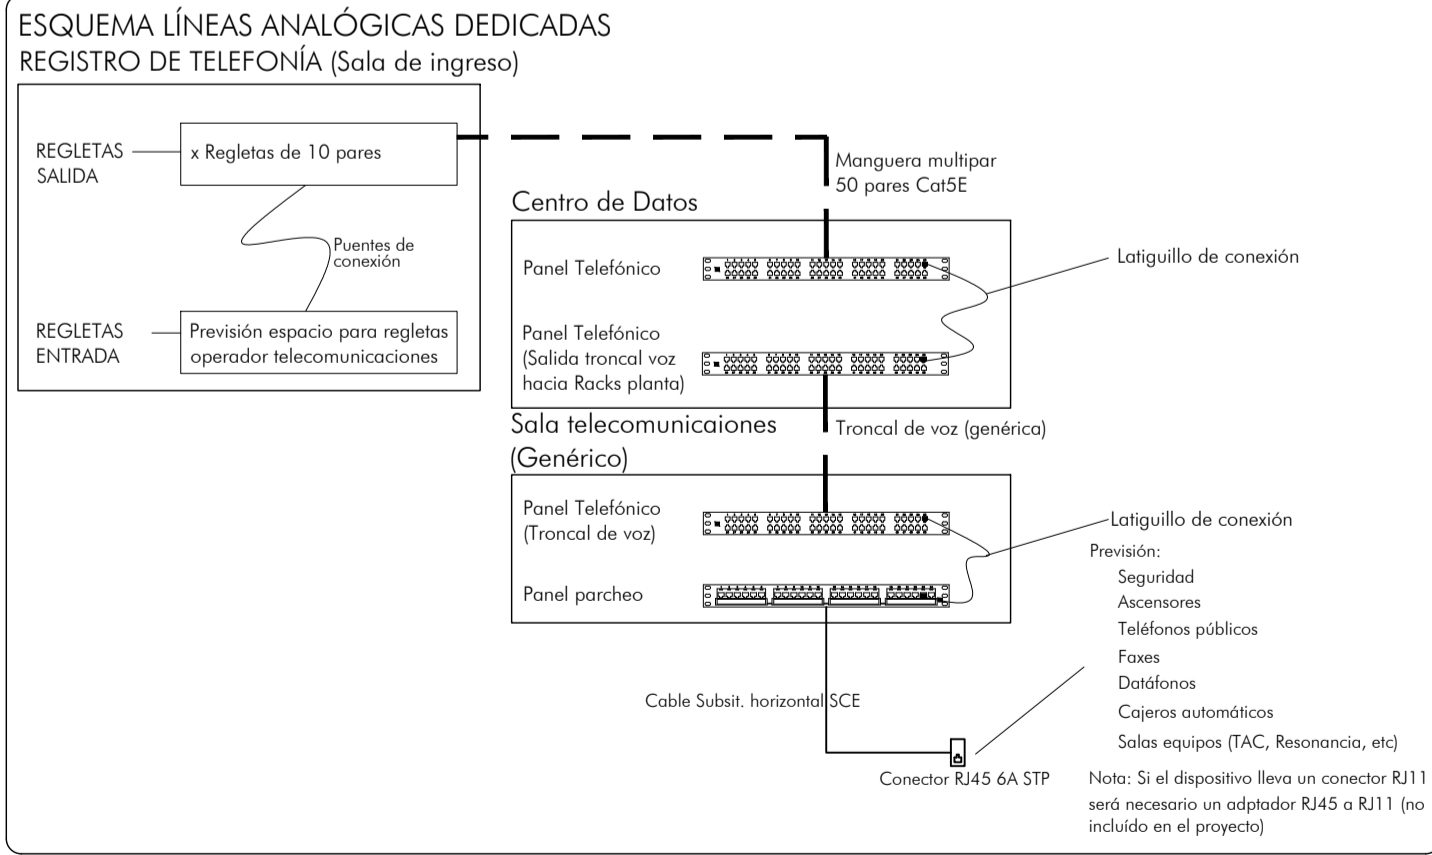 ESQUEMA LÍNEAS ANALÓGICAS DEDICADAS
REGISTRO DE TELEFONÍA (Sala de ingreso)
REGLETAS
SALIDA
x Regletas de 10 pares
Puentes de
conexión
REGLETAS
ENTRADA
Previsión espacio para regletas
operador telecomunicaciones
Manguera multipar
50 pares Cat5E
Centro de Datos
Panel Telefónico
Latiguillo de conexión
Panel Telefónico
(Salida troncal voz
hacia Racks planta)
Troncal de voz (genérica)
Sala telecomunicaiones
(Genérico)
Panel Telefónico
(Troncal de voz)
Latiguillo de conexión
Panel parcheo
Cable Subsit. horizontal SCE
Conector RJ45 6A STP
Previsión:
Seguridad
Ascensores
Teléfonos públicos
Faxes
Datáfonos
Cajeros automáticos
Salas equipos (TAC, Resonancia, etc)
Nota: Si el dispositivo lleva un conector RJ11
será necesario un adptador RJ45 a RJ11 (no
incluído en el proyecto)